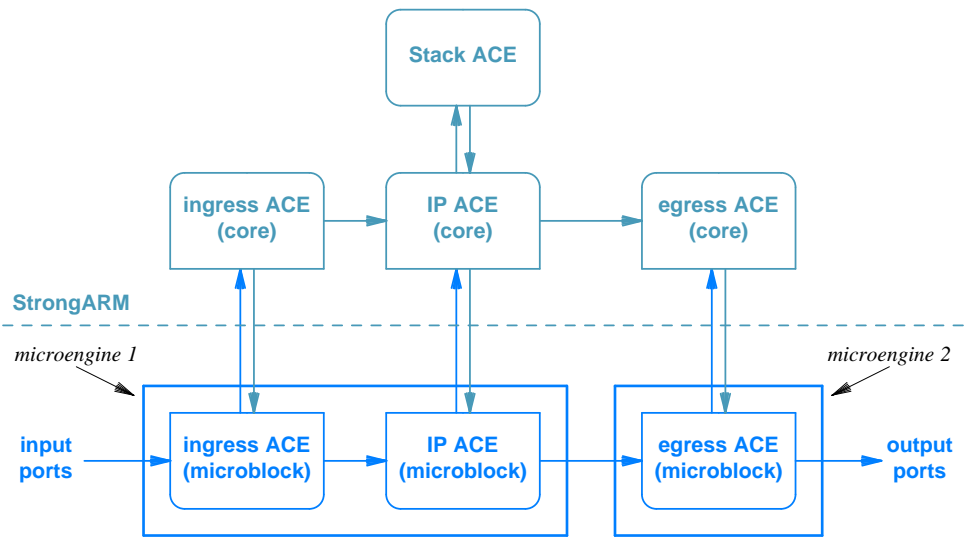 Stack ACE
ingress ACE
(core)
IP ACE
(core)
egress ACE
(core)
StrongARM
microengine 1
microengine 2
input
ports
ingress ACE
(microblock)
IP ACE
(microblock)
egress ACE
(microblock)
output
ports